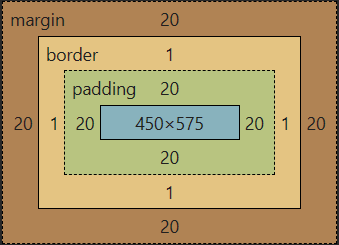 margin 20
border 1
padding 20
20 1 20 450×575 20 1 20
20
1
20